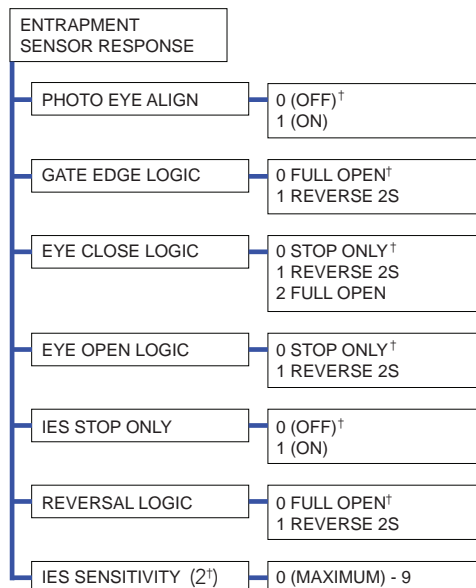 ENTRAPMENT
SENSOR RESPONSE
PHOTO EYE ALIGN
0 (OFF)†
1 (ON)
GATE EDGE LOGIC
0 FULL OPEN†
1 REVERSE 2S
EYE CLOSE LOGIC
0 STOP ONLY†
1 REVERSE 2S
2 FULL OPEN
EYE OPEN LOGIC
0 STOP ONLY†
1 REVERSE 2S
IES STOP ONLY
0 (OFF)†
1 (ON)
REVERSAL LOGIC
0 FULL OPEN†
1 REVERSE 2S
IES SENSITIVITY (2†)
0 (MAXIMUM) - 9